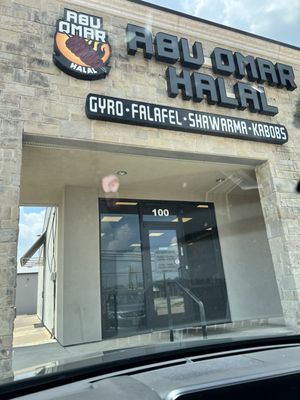 ABU
OMAR
HALAL
ABU OMAR
HALAL
GYRO • FALAFEL • SHAWARMA • KABOBS
100